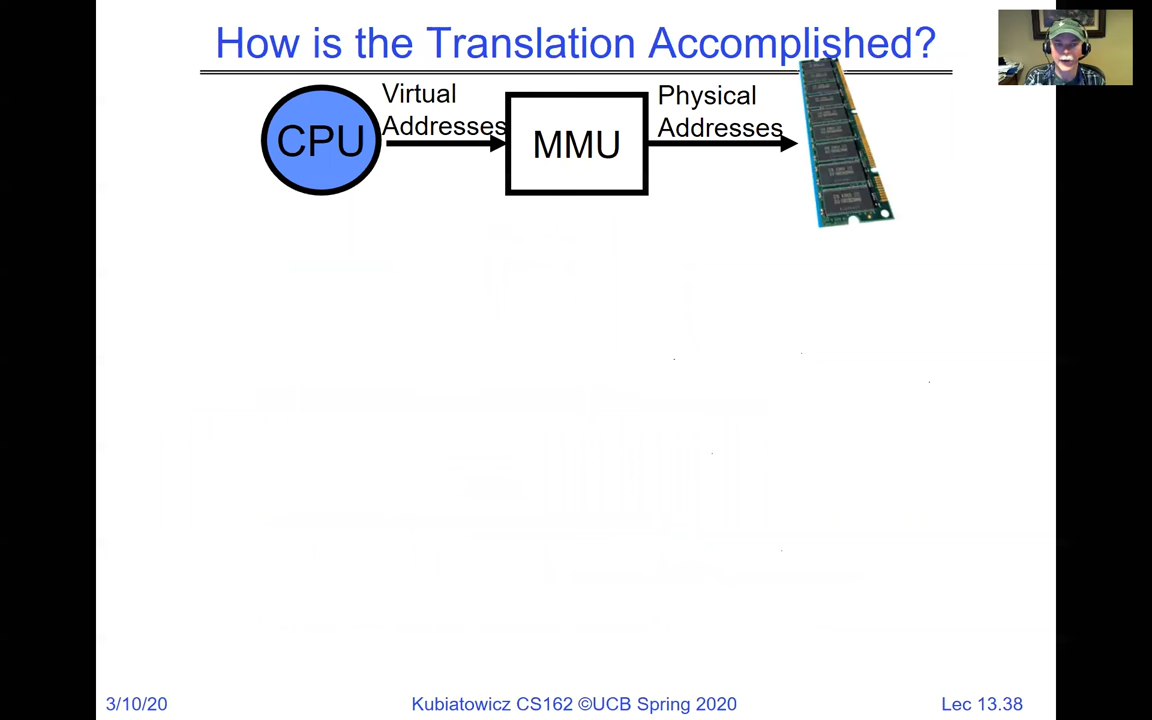 How is the Translation Accomplished?
Virtual
Addresses
Physical
Addresses
CPU
MMU
3/10/20
Kubiatowicz CS162 ©UCB Spring 2020
Lec 13.38